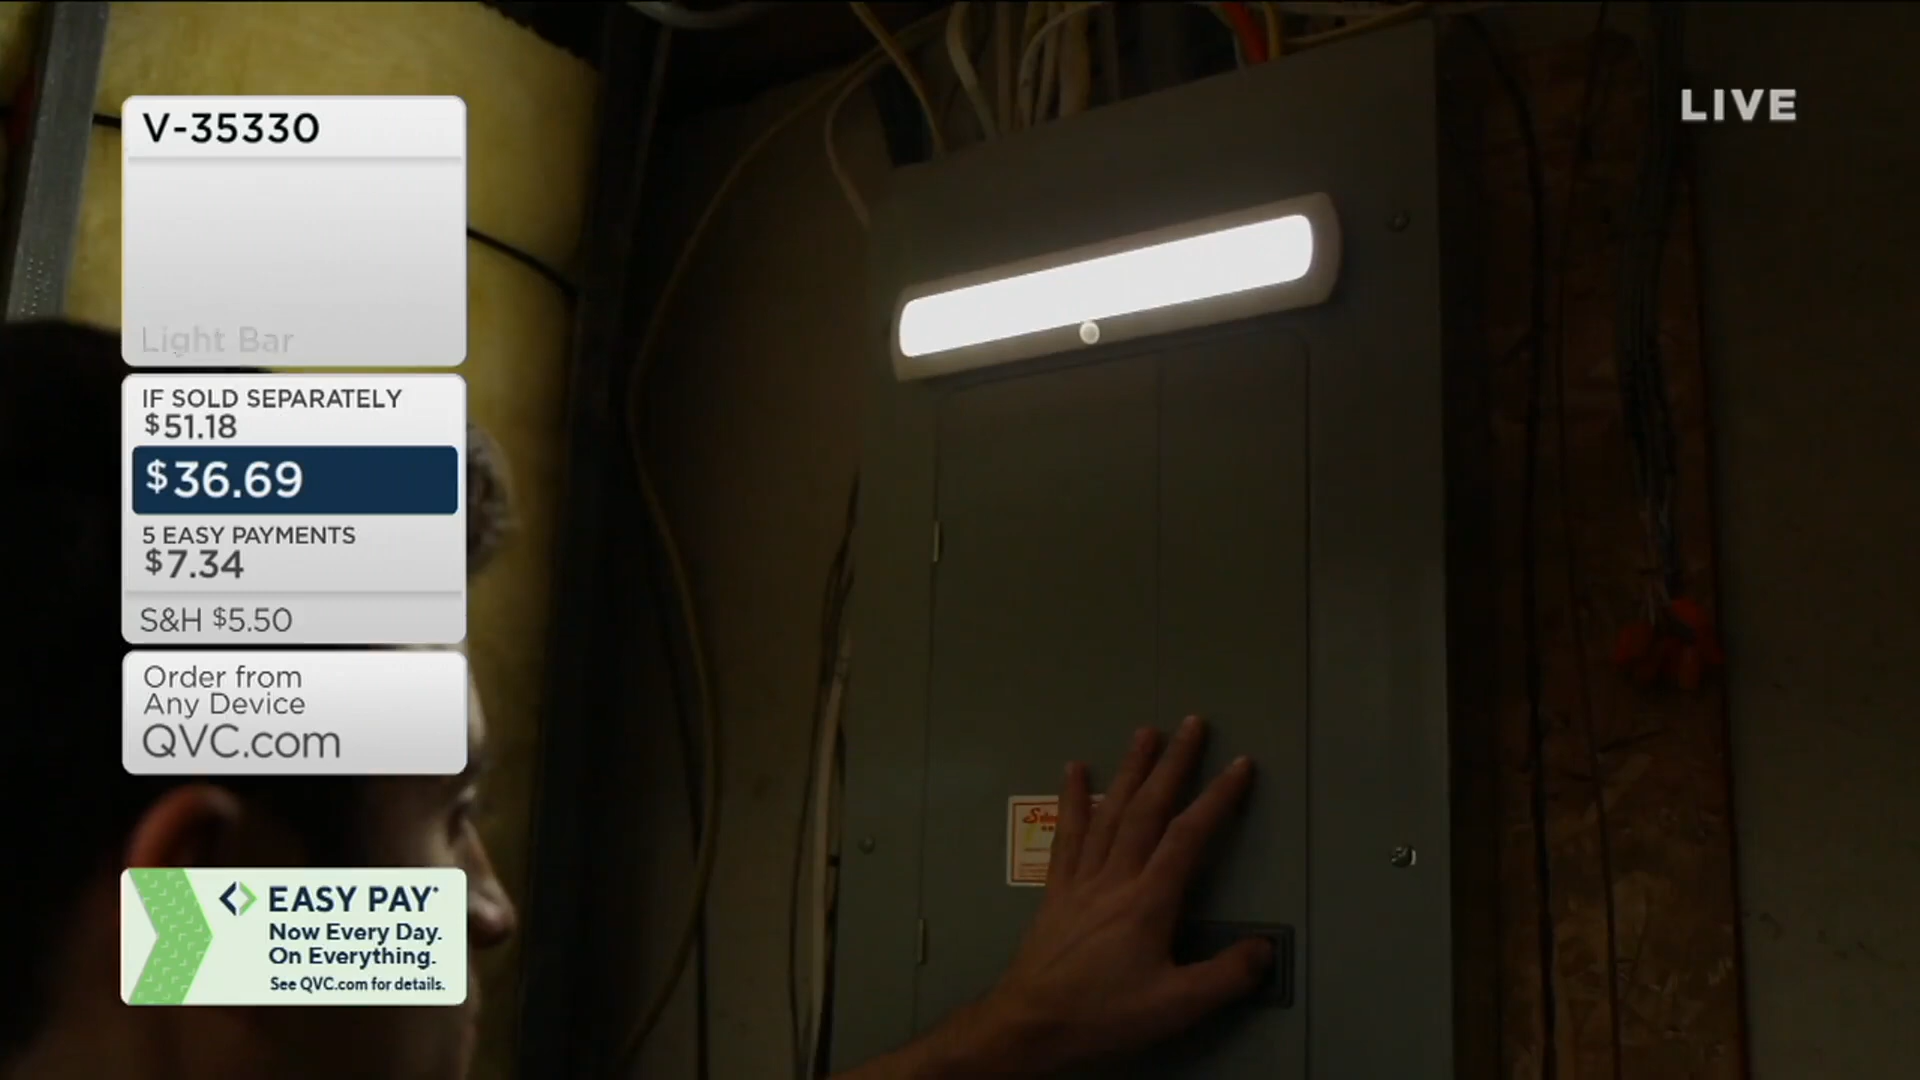 V-35330
Light Bar
IF SOLD SEPARATELY
$51.18
$36.69
5 EASY PAYMENTS
$7.34
S&H $5.50
Order from
Any Device
QVC.com
EASY PAY*
Now Every Day.
On Everything.
See QVC.com for details.
LIVE